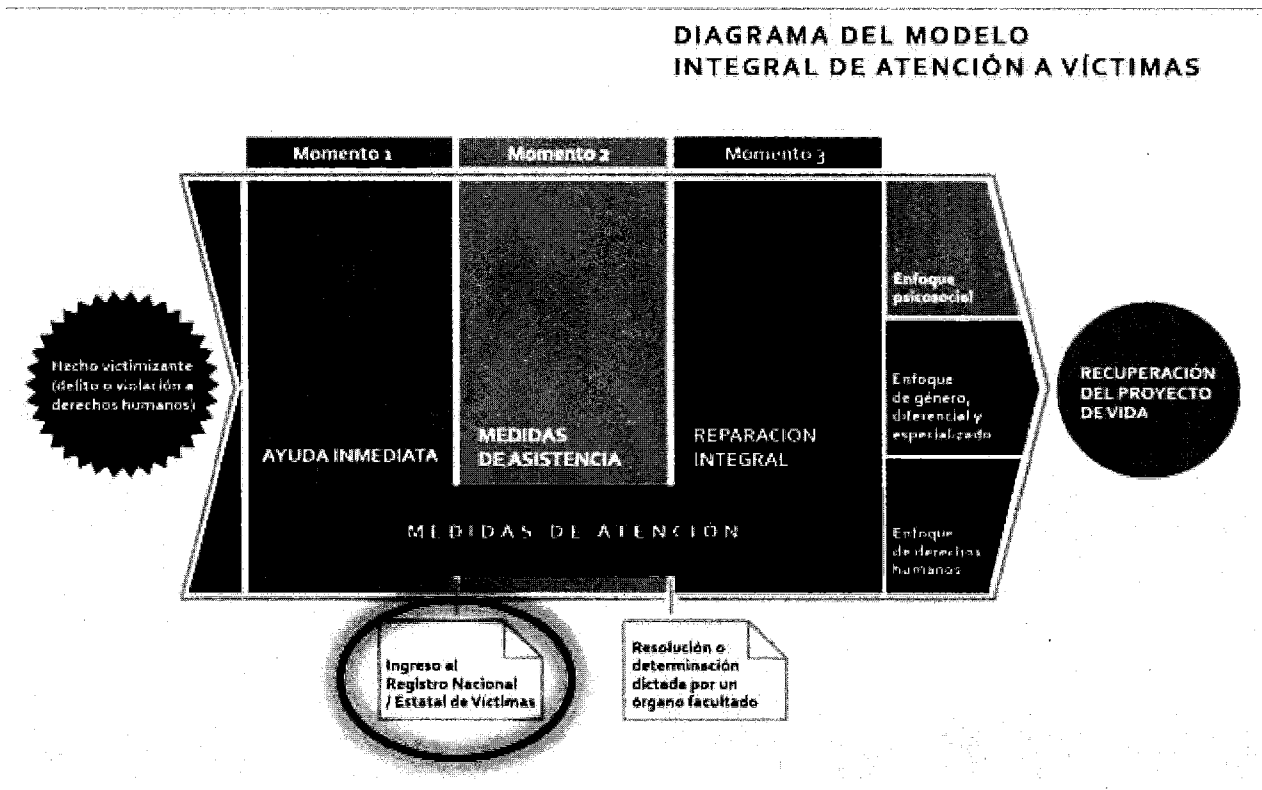 DIAGRAMA DEL MODELO
INTEGRAL DE ATENCIÓN A VÍCTIMAS
Momento 1
Momento 2
Momento 3
Hecho victimizante
(delito o violación a
derechos humanos)
AYUDA INMEDIATA
MEDIDAS
DE ASISTENCIA
REPARACION
INTEGRAL
MEDIDAS DE ATENCIÓN
Enfoque
psicosocial
Enfoque
de género,
diferencial y
especializado
Enfoque
de derechos
humanos
RECUPERACIÓN
DEL PROYECTO
DE VIDA
Ingreso al
Registro Nacional
/ Estatal de Víctimas
Resolución o
determinación
dictada por un
órgano facultado